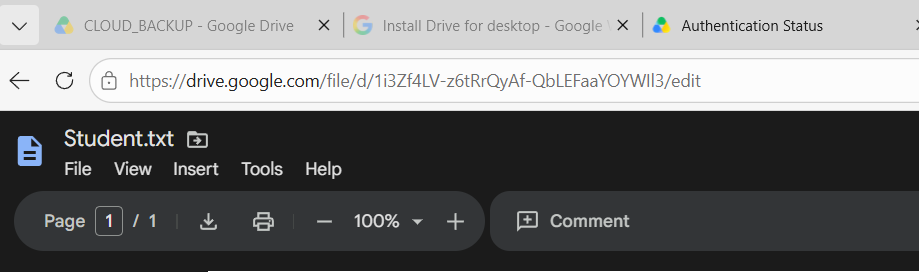 CLOUD_BACKUP - Google Drive
Install Drive for desktop - Google
Authentication Status
https://drive.google.com/file/d/1i3Zf4LV-z6tRrQyAf-QbLEFaaYOYWIl3/edit
Student.txt
File View Insert Tools Help
Page 1 / 1 100% Comment